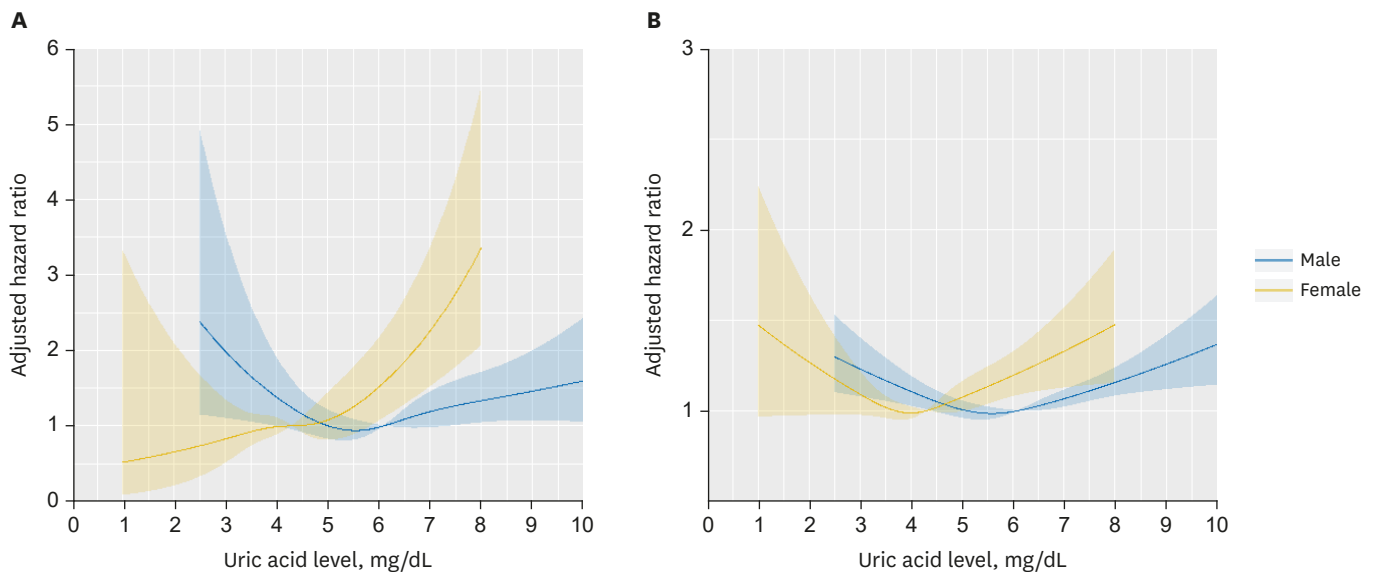 A
Adjusted hazard ratio
6
5
4
3
2
1
0
0 1 2 3 4 5 6 7 8 9 10
Uric acid level, mg/dL
B
Adjusted hazard ratio
3
2
1
0 1 2 3 4 5 6 7 8 9 10
Uric acid level, mg/dL
Male
Female